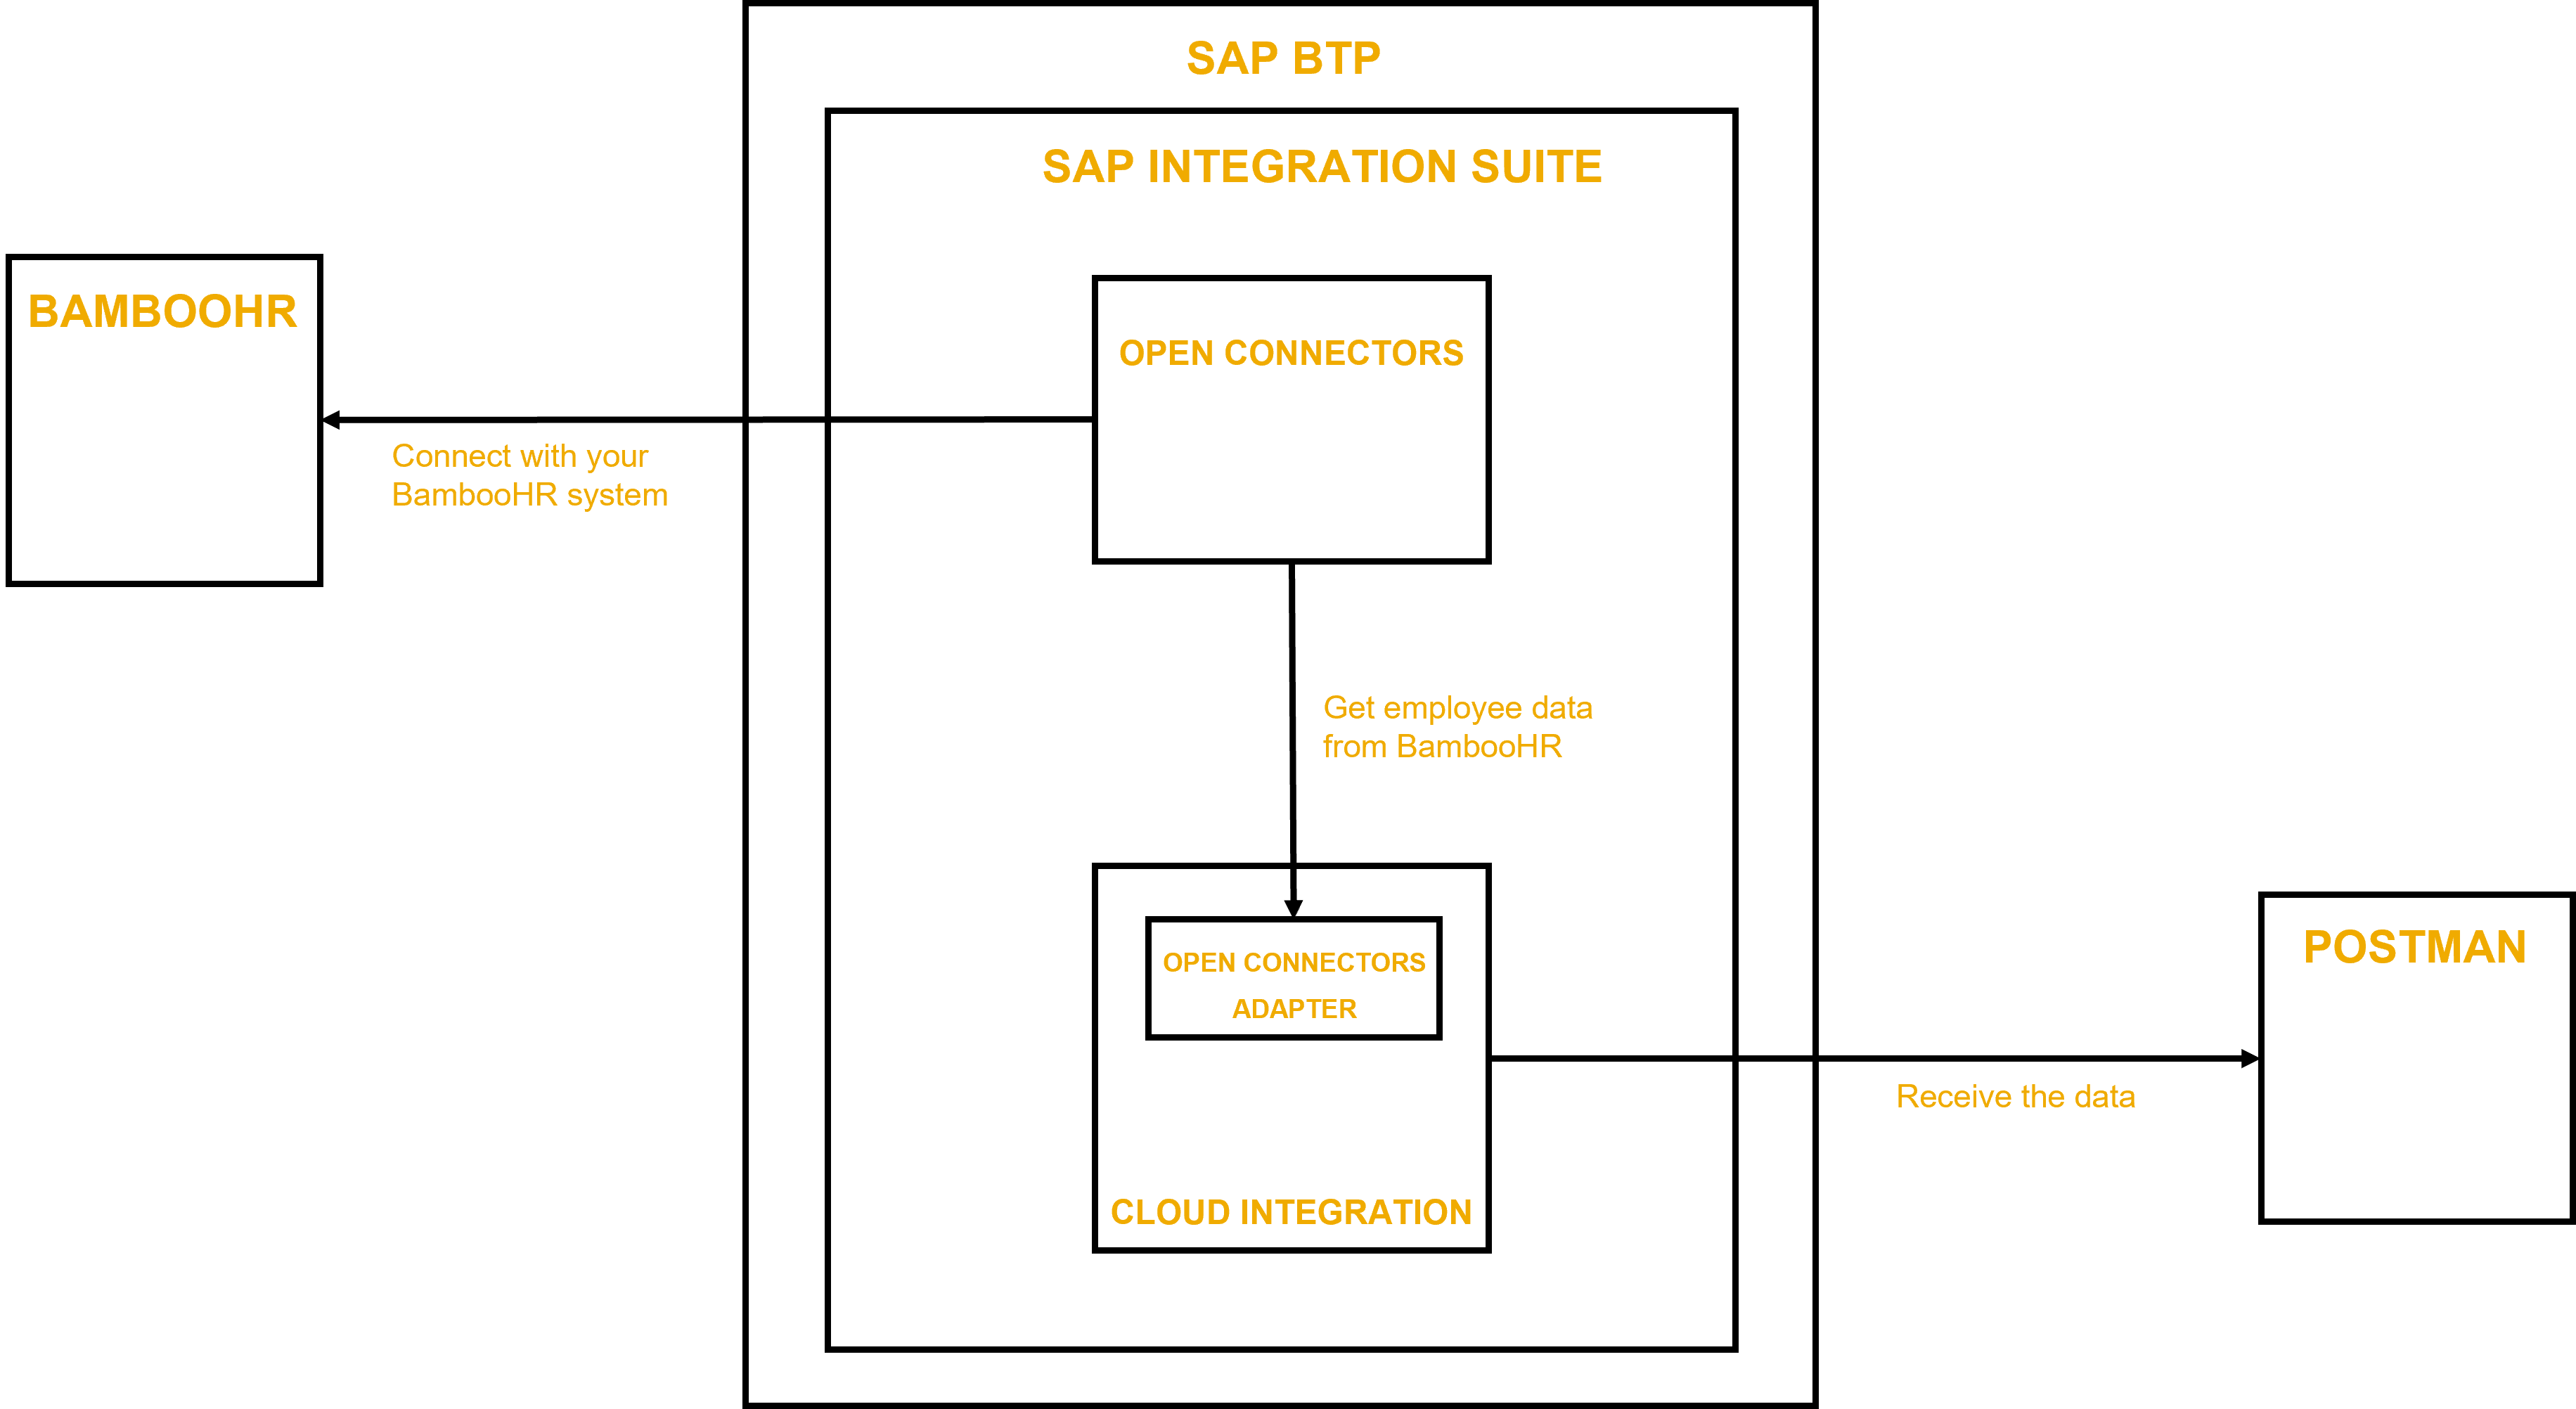 SAP BTP
SAP INTEGRATION SUITE
BAMBOOHR
OPEN CONNECTORS
Connect with your
BambooHR system
Get employee data
from BambooHR
OPEN CONNECTORS
ADAPTER
POSTMAN
Receive the data
CLOUD INTEGRATION